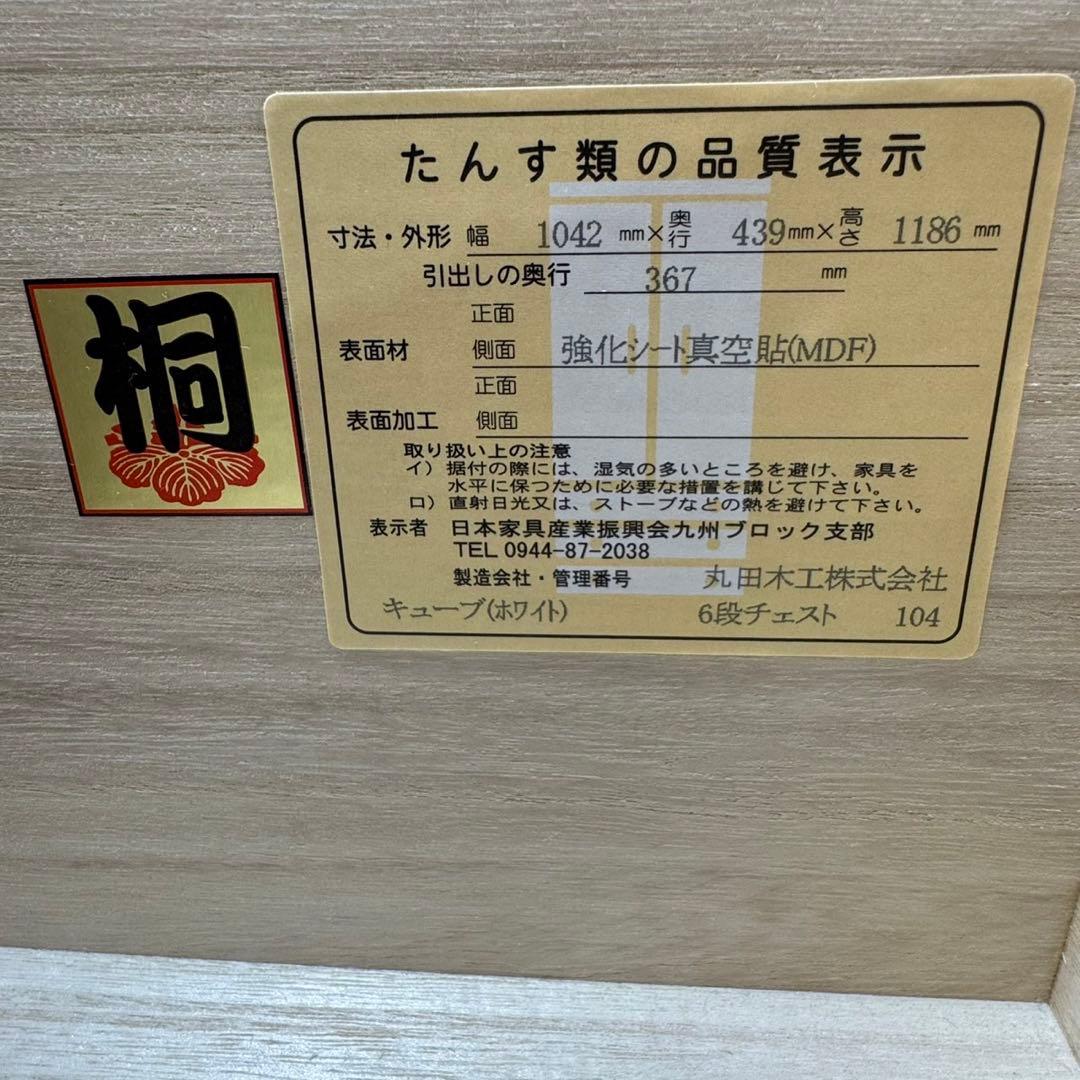 桐
たんす類の品質表示
寸法・外形 幅 1042 mm×奥行 439mm×高さ 1186 mm
引出しの奥行 367 mm
正面
表面材 側面 強化シート真空貼(MDF)
正面
表面加工 側面
取り扱い上の注意
イ）据付の際には、湿気の多いところを避け、家具を
水平に保つために必要な措置を講じて下さい。
ロ）直射日光又は、ストーブなどの熱を避けて下さい。
表示者 日本家具産業振興会九州ブロック支部
TEL 0944-87-2038
製造会社・管理番号 丸田木工株式会社
キューブ(ホワイト) 6段チェスト 104